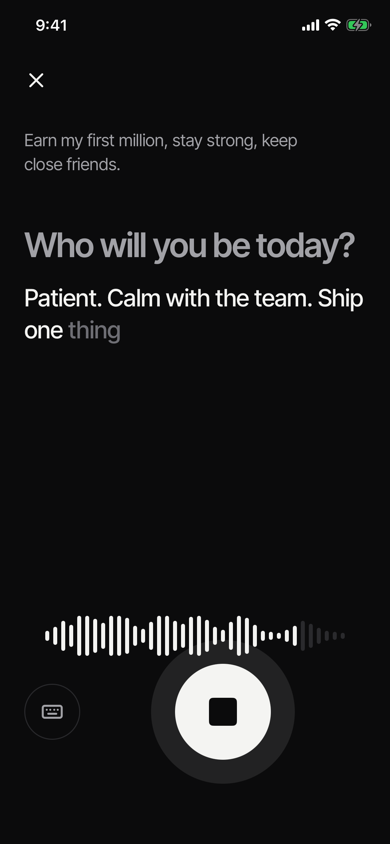 9:41
Earn my first million, stay strong, keep
close friends.
Who will you be today?
Patient. Calm with the team. Ship
one thing